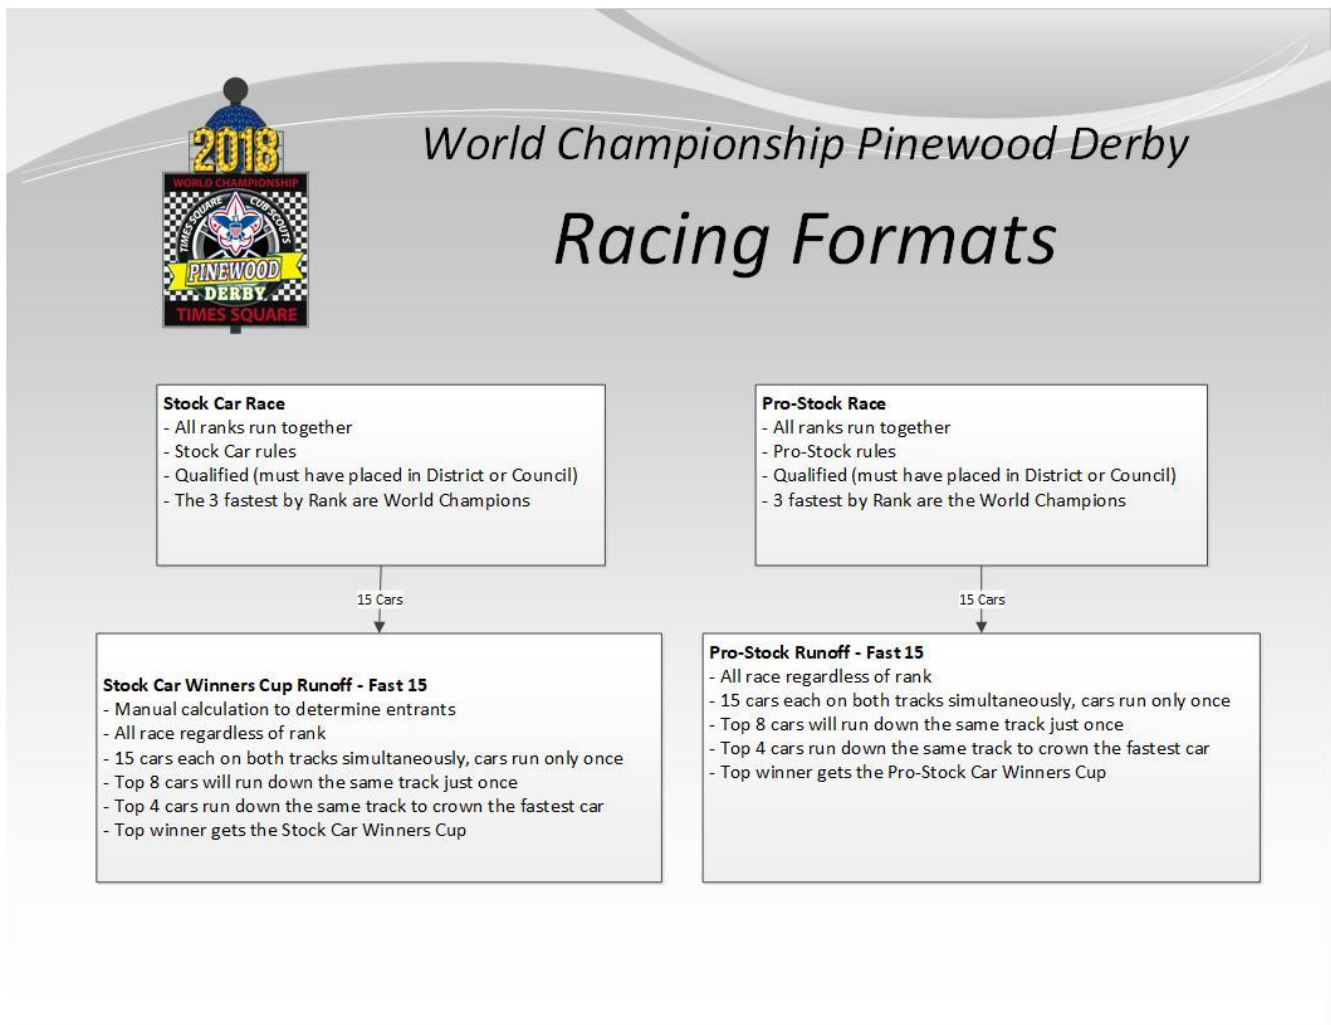 2018
WORLD CHAMPIONSHIP
TIMES SQUARE CUB SCOUTS
PINEWOOD
DERBY
TIMES SQUARE
World Championship Pinewood Derby
Racing Formats
Stock Car Race
- All ranks run together
- Stock Car rules
- Qualified (must have placed in District or Council)
- The 3 fastest by Rank are World Champions
Pro-Stock Race
- All ranks run together
- Pro-Stock rules
- Qualified (must have placed in District or Council)
- 3 fastest by Rank are the World Champions
15 Cars
15 Cars
Stock Car Winners Cup Runoff - Fast 15
- Manual calculation to determine entrants
- All race regardless of rank
- 15 cars each on both tracks simultaneously, cars run only once
- Top 8 cars will run down the same track just once
- Top 4 cars run down the same track to crown the fastest car
- Top winner gets the Stock Car Winners Cup
Pro-Stock Runoff - Fast 15
- All race regardless of rank
- 15 cars each on both tracks simultaneously, cars run only once
- Top 8 cars will run down the same track just once
- Top 4 cars run down the same track to crown the fastest car
- Top winner gets the Pro-Stock Car Winners Cup